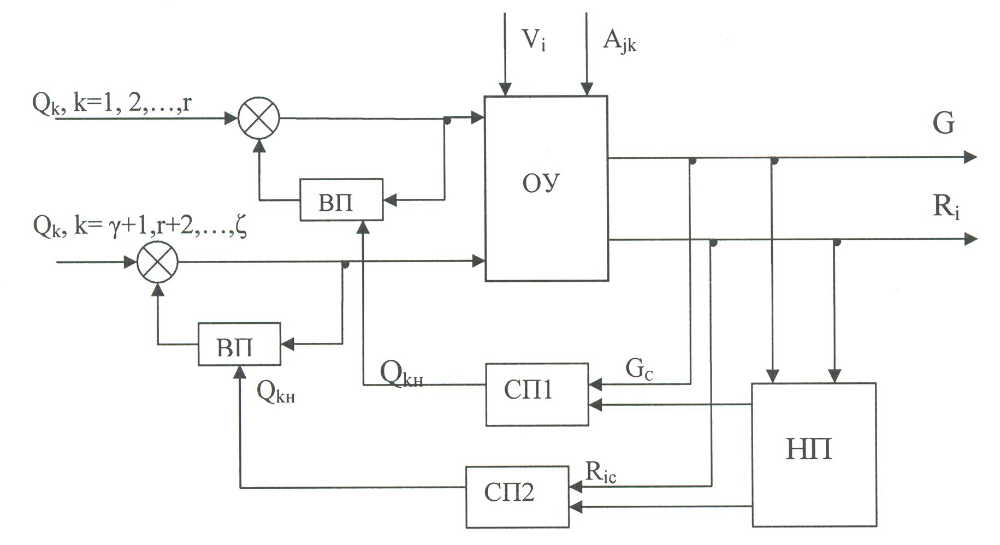 Vᵢ
Aⱼₖ
Qₖ, k=1, 2,...,r
G
ОУ
Rᵢ
ВП
Qₖ, k= γ+1,r+2,...,ζ
ВП
Qkн
Gc
СП1
Qkн
НП
Ric
СП2